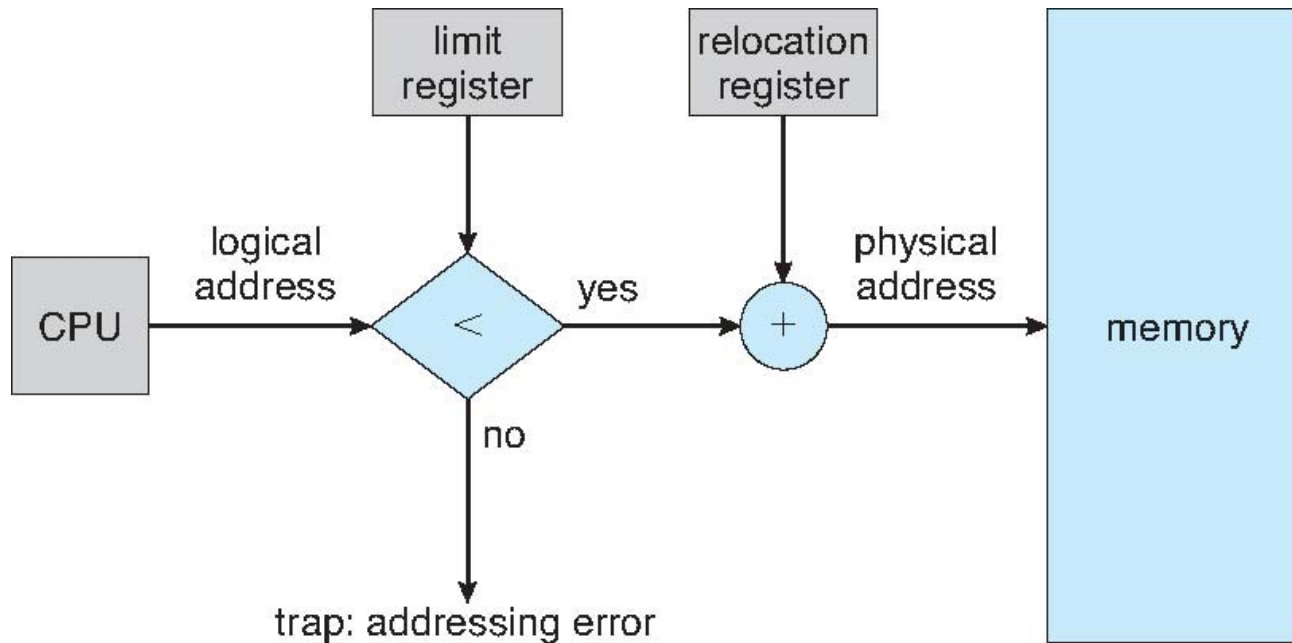 limit
register
relocation
register
logical
address
physical
address
CPU
<
yes
+
memory
no
trap: addressing error